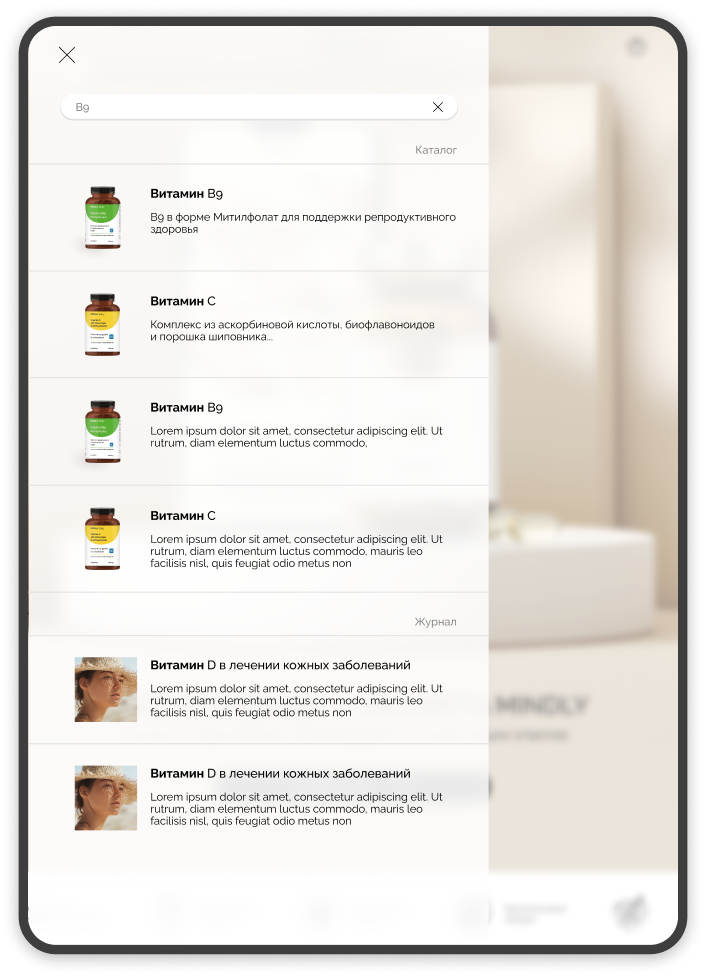 B9
Каталог
Витамин B9
B9 в форме Митилфолат для поддержки репродуктивного
здоровья
Витамин C
Комплекс из аскорбиновой кислоты, биофлавоноидов
и порошка шиповника...
Витамин B9
Lorem ipsum dolor sit amet, consectetur adipiscing elit. Ut
rutrum, diam elementum luctus commodo,
Витамин C
Lorem ipsum dolor sit amet, consectetur adipiscing elit. Ut
rutrum, diam elementum luctus commodo, mauris leo
facilisis nisl, quis feugiat odio metus non
Журнал
Витамин D в лечении кожных заболеваний
Lorem ipsum dolor sit amet, consectetur adipiscing elit. Ut
rutrum, diam elementum luctus commodo, mauris leo
facilisis nisl, quis feugiat odio metus non
MINDLY
Витамин D в лечении кожных заболеваний
Lorem ipsum dolor sit amet, consectetur adipiscing elit. Ut
rutrum, diam elementum luctus commodo, mauris leo
facilisis nisl, quis feugiat odio metus non